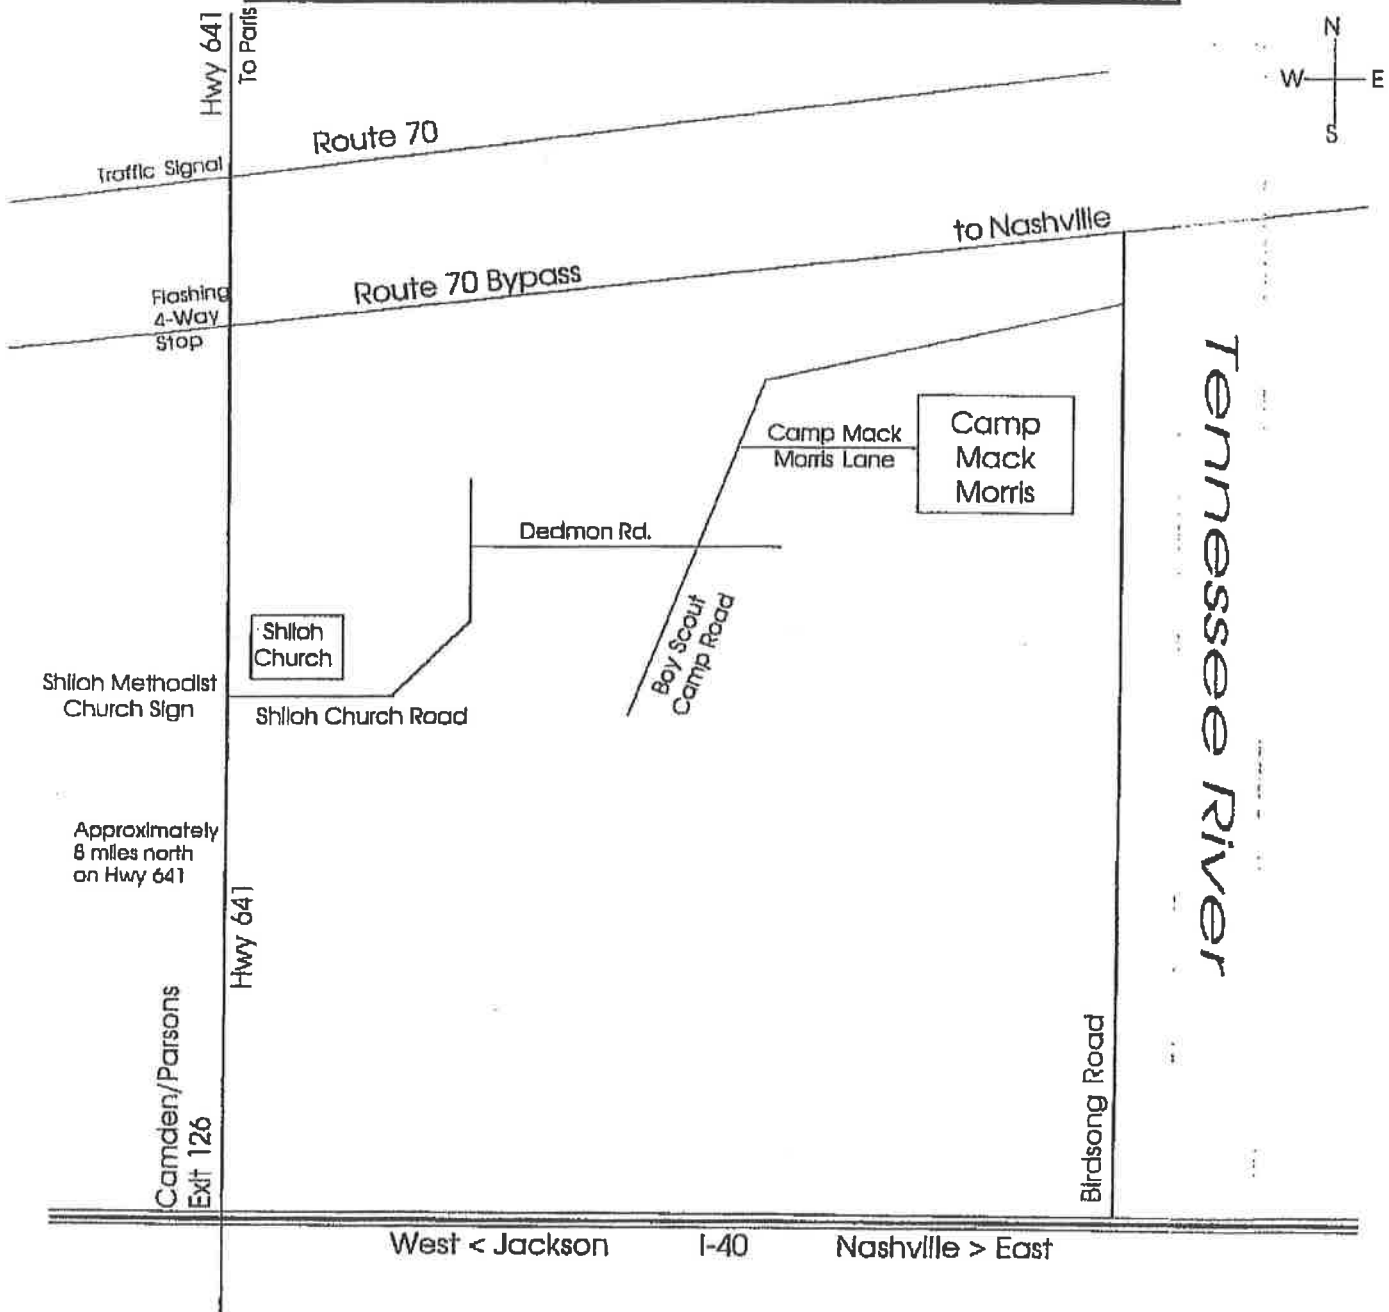 Hwy 641
To Paris
N
W E
S
Route 70
Traffic Signal
to Nashville
Route 70 Bypass
Flashing
4-Way
Stop
Tennessee River
Camp Mack
Morris Lane
Camp
Mack
Morris
Dedmon Rd.
Boy Scout
Camp Road
Shiloh
Church
Shiloh Methodist
Church Sign
Shiloh Church Road
Approximately
8 miles north
on Hwy 641
Hwy 641
Camden/Parsons
Exit 126
Birdsong Road
West < Jackson I-40 Nashville > East